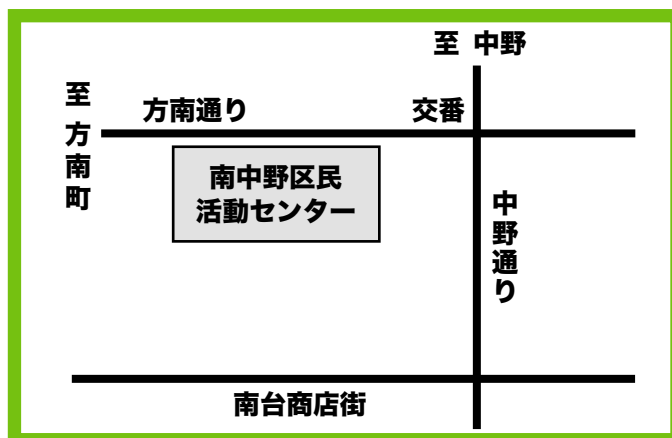 至 中野
至 方南町
方南通り
交番
南中野区民
活動センター
中野通り
南台商店街